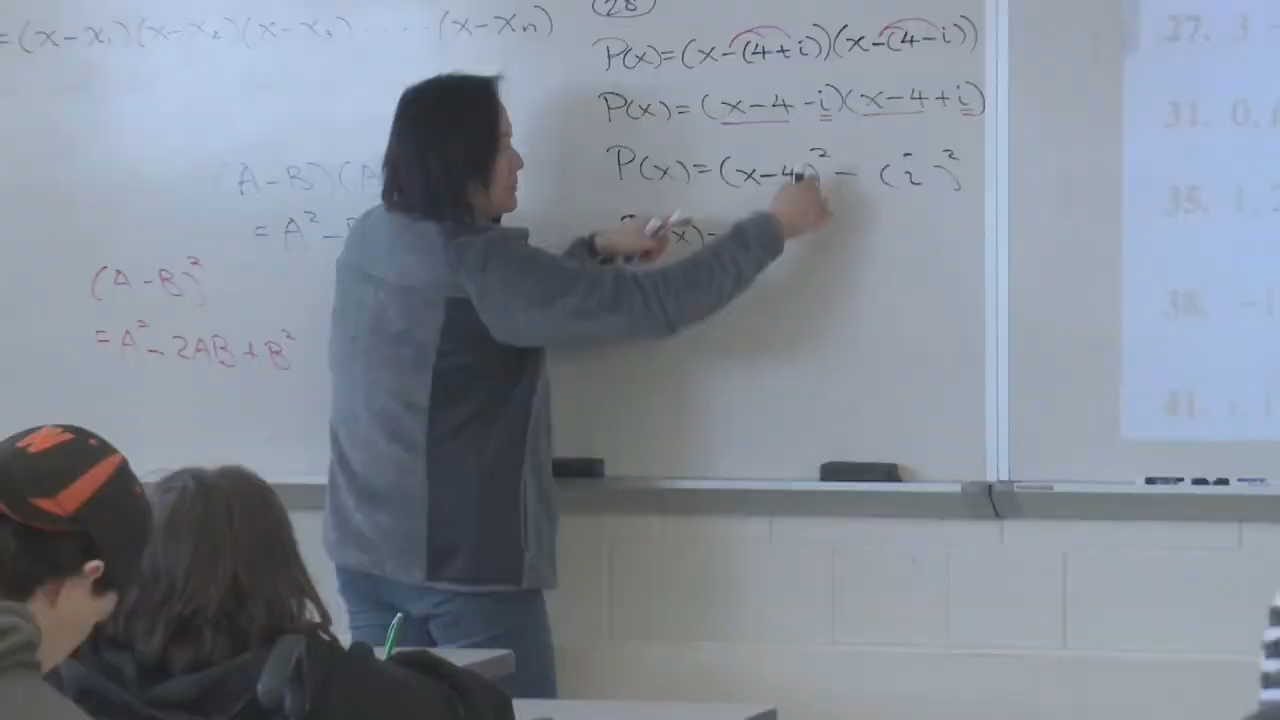 =(x-x₁)(x-x₂)(x-x₃) .... (x-xₙ)
A-B)(A
= A² -
(A-B)²
= A² - 2AB + B²
(28)
P(x)=(x-(4+i))(x-(4-i))
P(x)=(x-4-i)(x-4+i)
P(x)=(x-4)² - (i)²
(x)-
27. 3 -
31. 0,
35. 1,
38. -1
41.